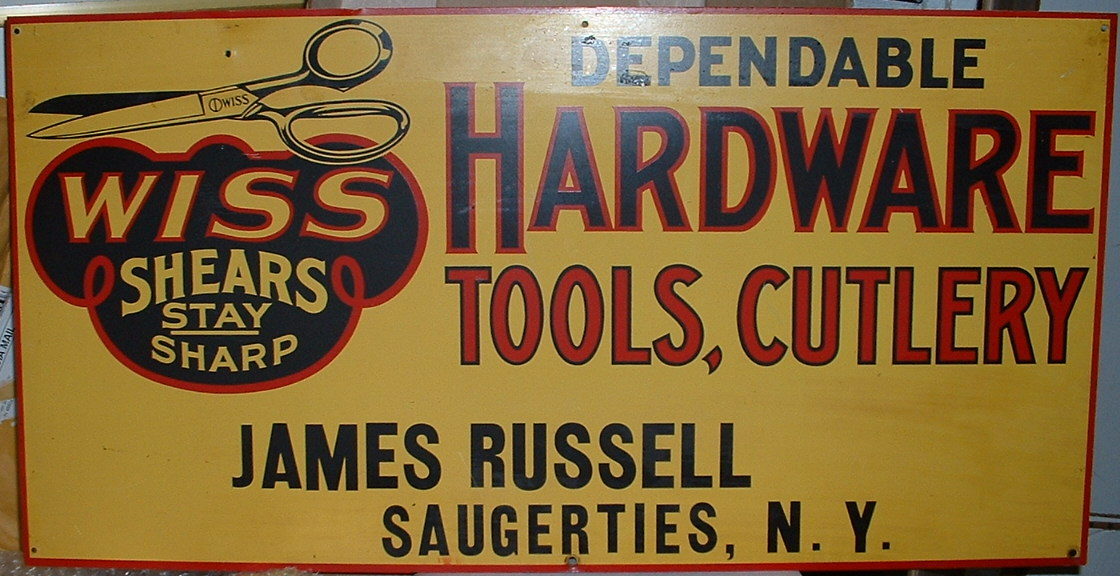 WISS
WISS
SHEARS
STAY
SHARP
DEPENDABLE
HARDWARE
TOOLS, CUTLERY
JAMES RUSSELL
SAUGERTIES, N. Y.